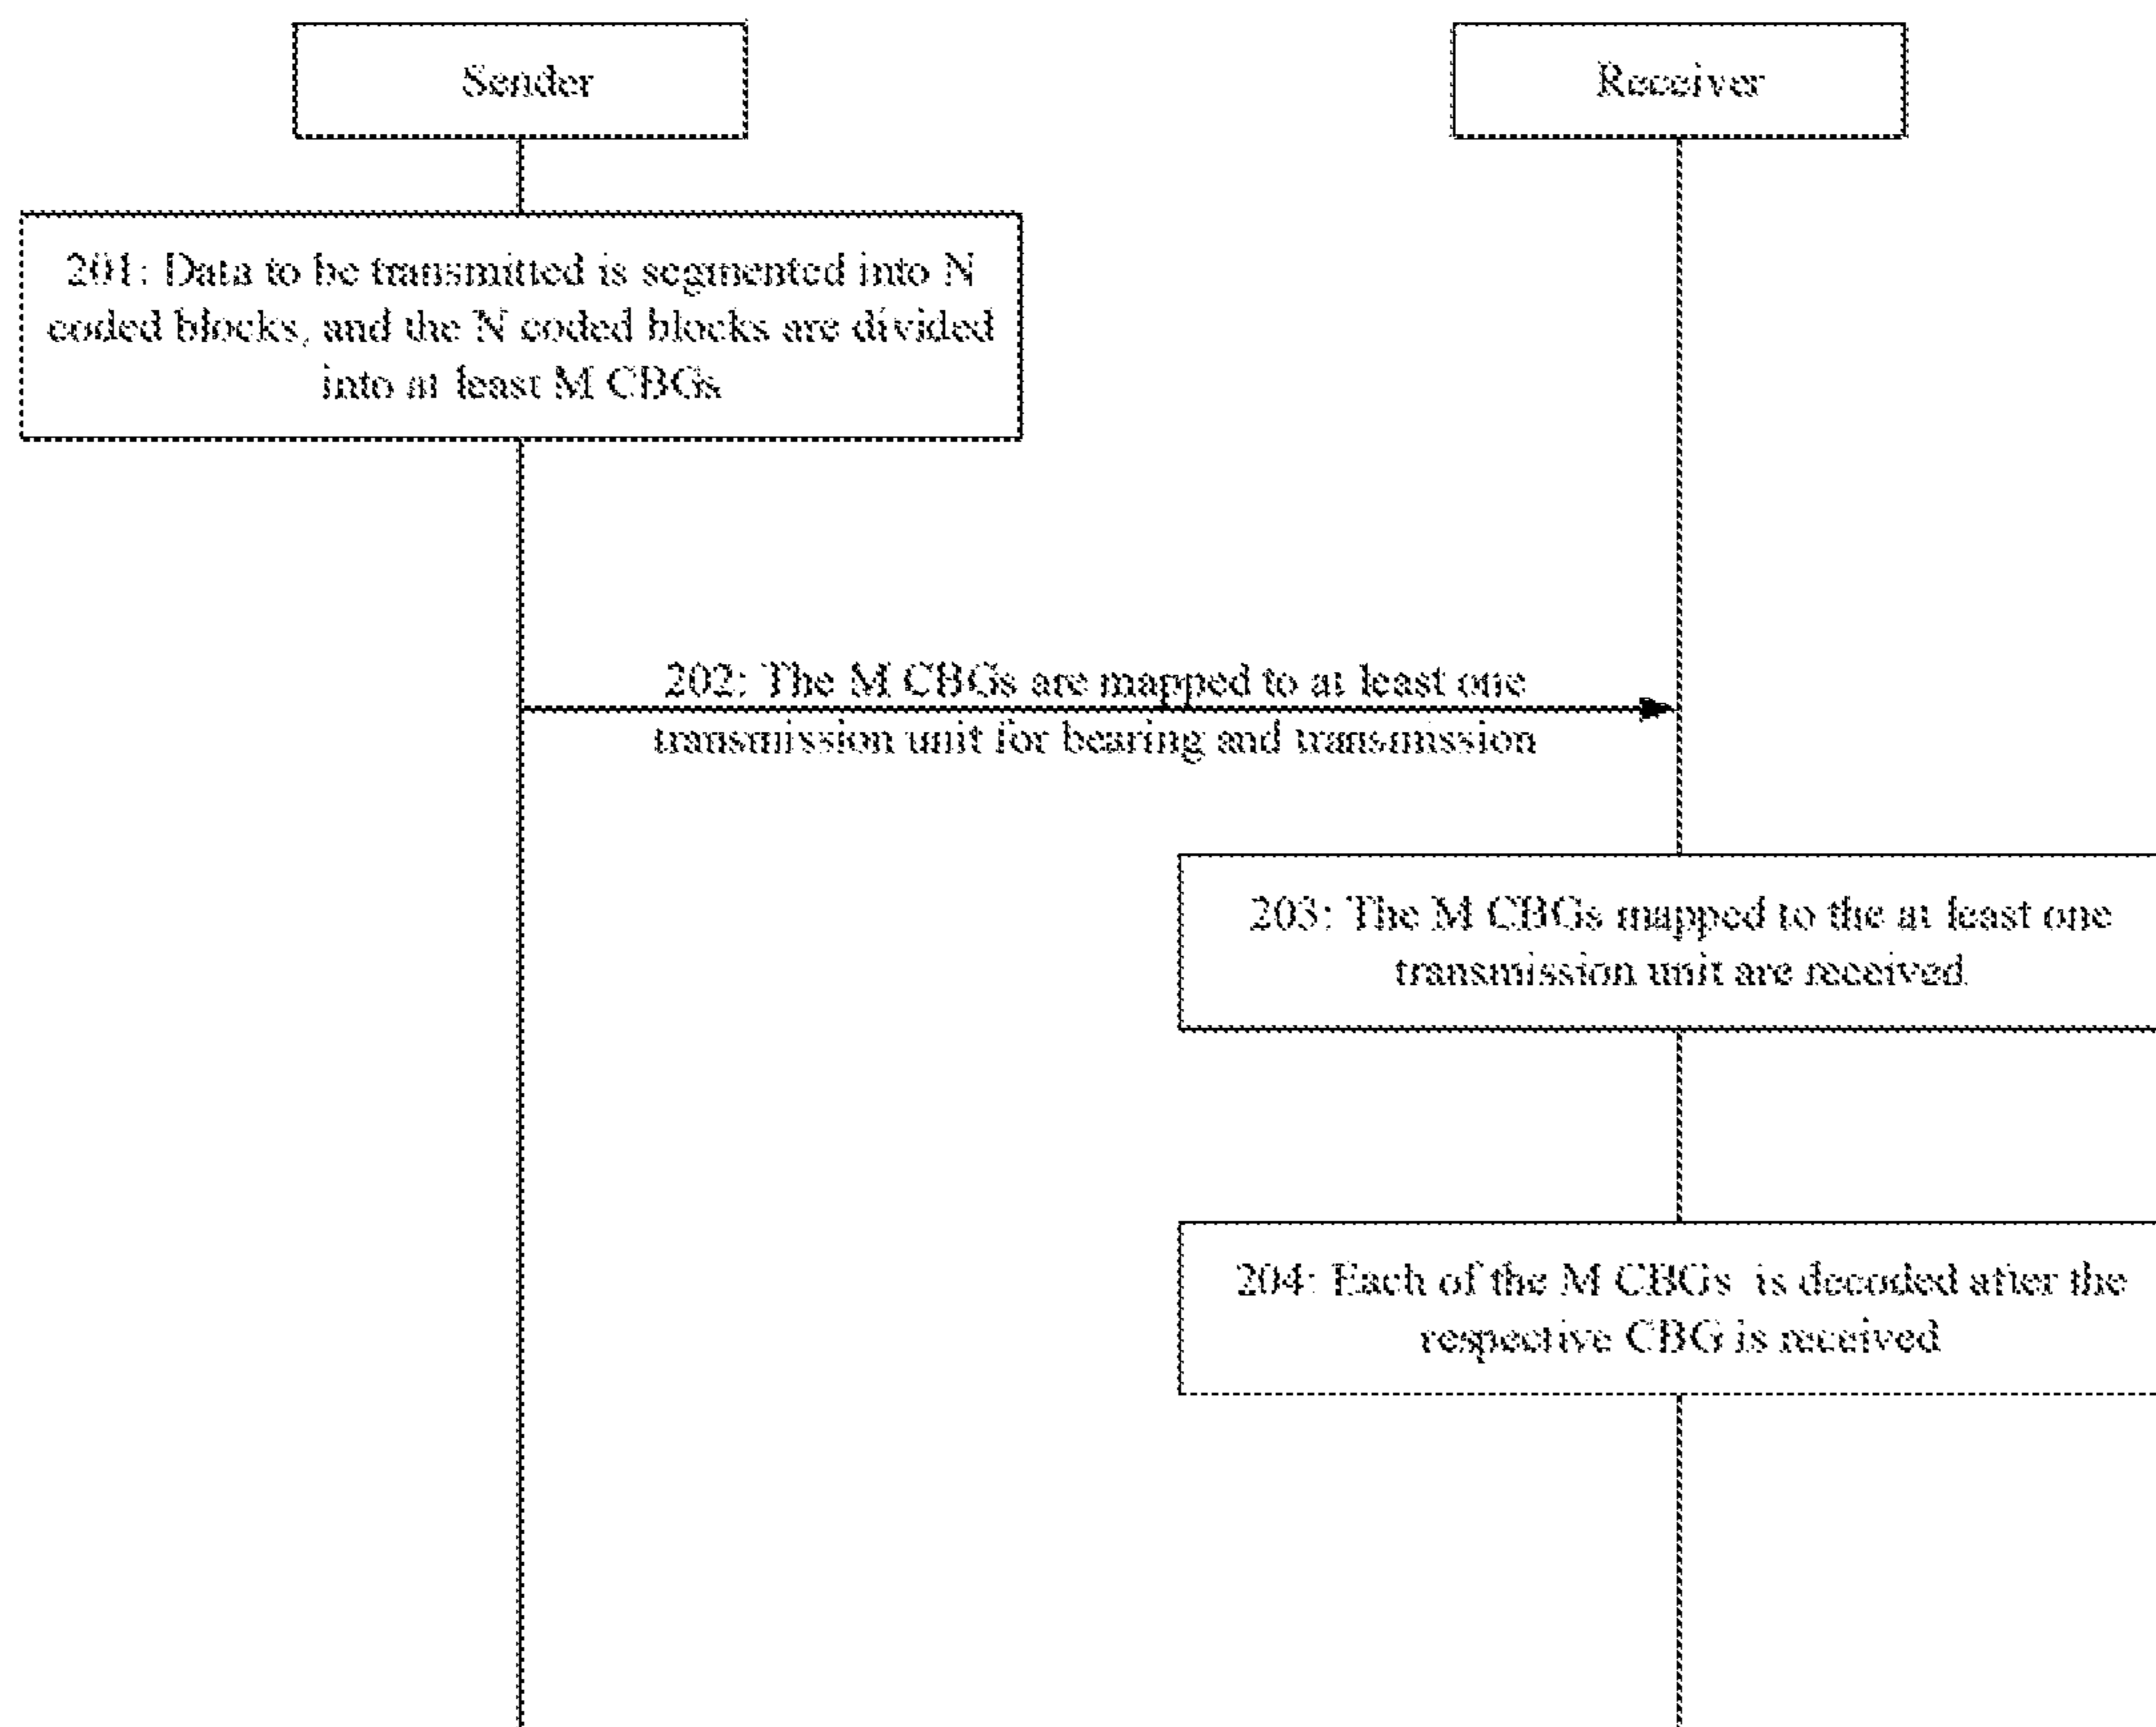 Sender
Receiver
201: Data to be transmitted is segmented into N
coded blocks, and the N coded blocks are divided
into at least M CBGs
202: The M CBGs are mapped to at least one
transmission unit for bearing and transmission
203: The M CBGs mapped to the at least one
transmission unit are received
204: Each of the M CBGs is decoded after the
respective CBG is received